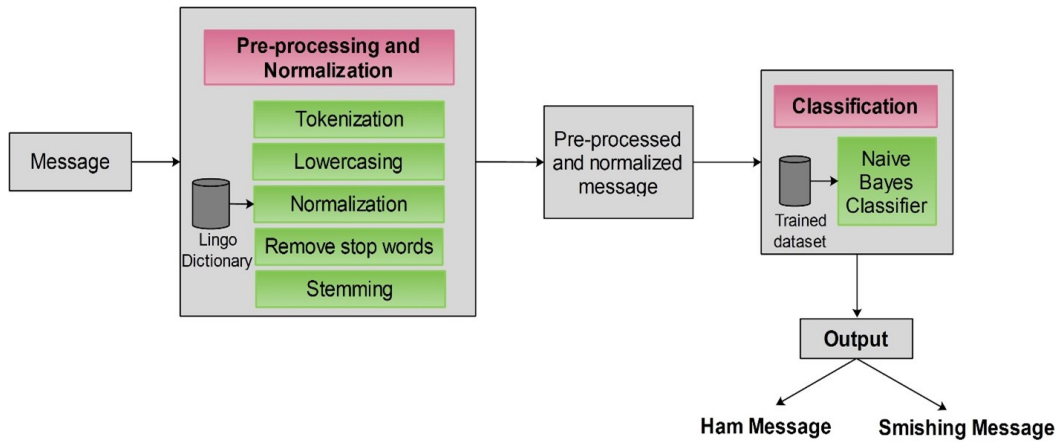 Message
Pre-processing and
Normalization
Tokenization
Lowercasing
Normalization
Remove stop words
Stemming
Lingo
Dictionary
Pre-processed
and normalized
message
Classification
Naive
Bayes
Classifier
Trained
dataset
Output
Ham Message
Smishing Message